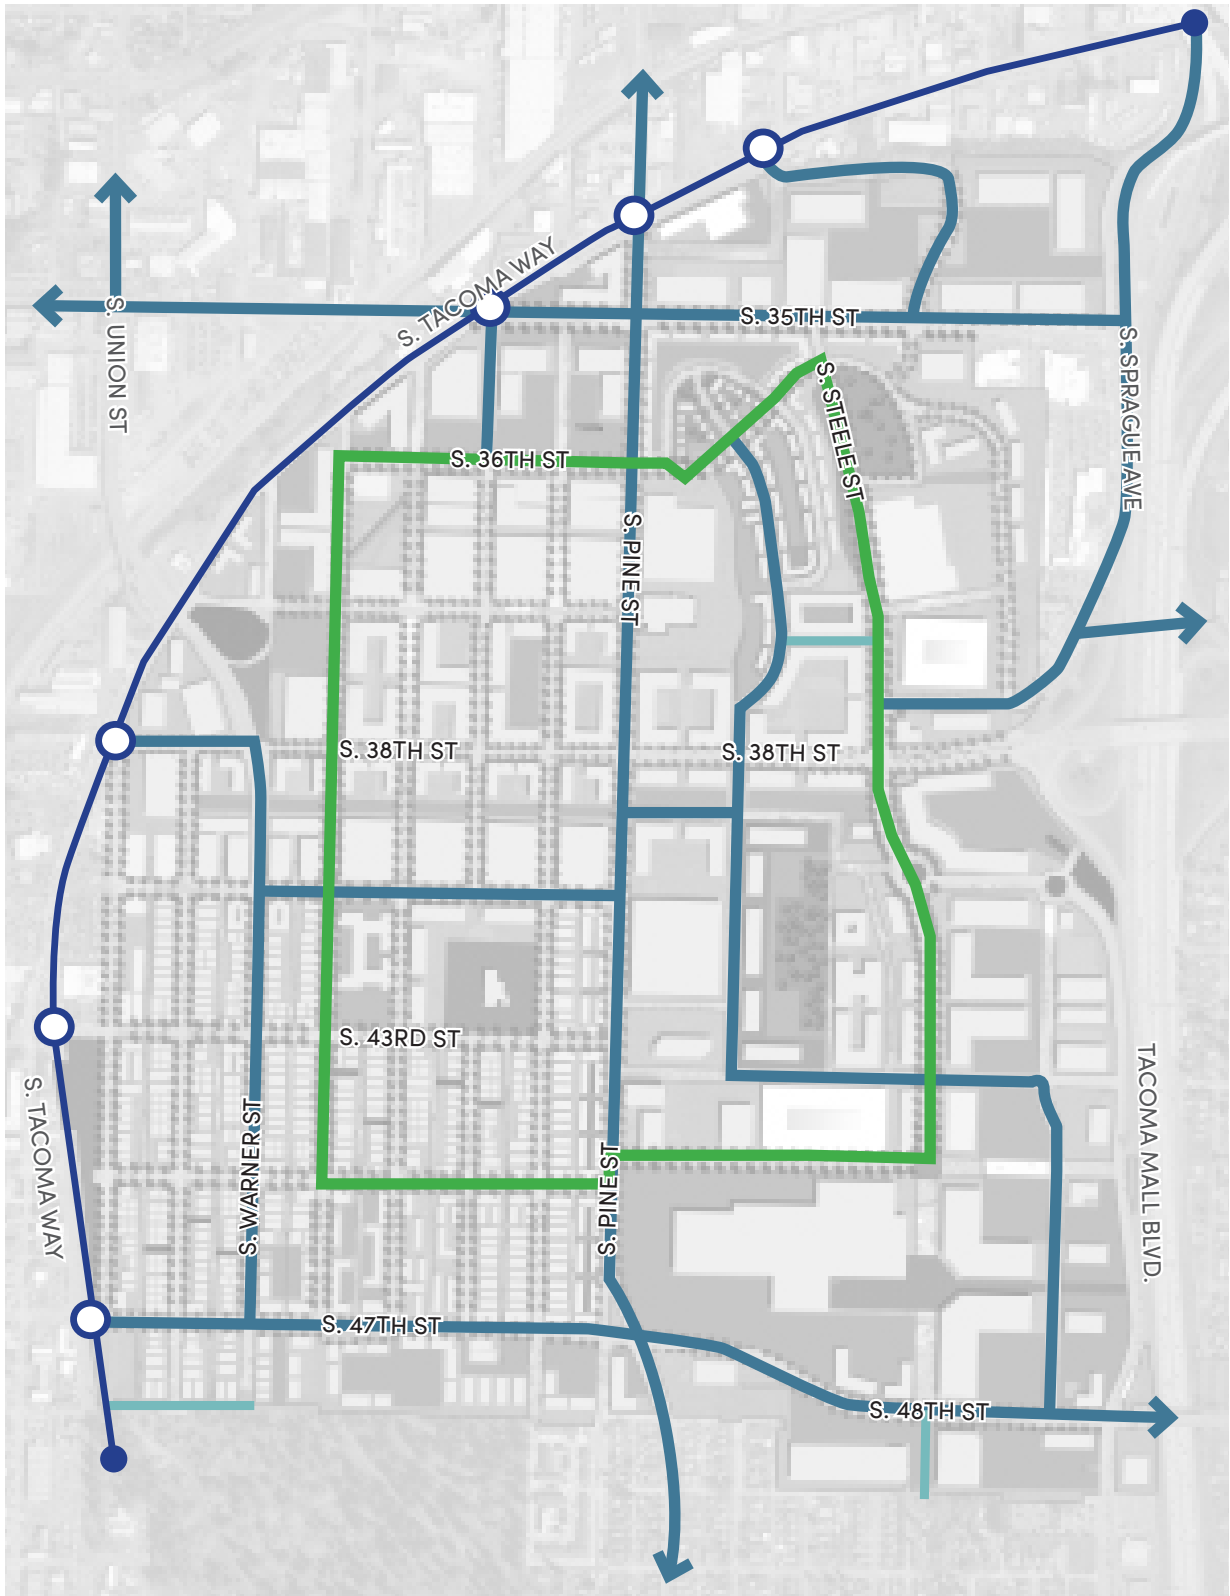 S. TACOMA WAY
S. UNION ST
S. 35TH ST
S. SPRAGUE AVE
S. STEELE ST
S. 36TH ST
S. PINE ST
S. 38TH ST
S. 38TH ST
S. 43RD ST
S. TACOMA WAY
S. WARNER ST
S. PINE ST
TACOMA MALL BLVD.
S. 47TH ST
S. 48TH ST